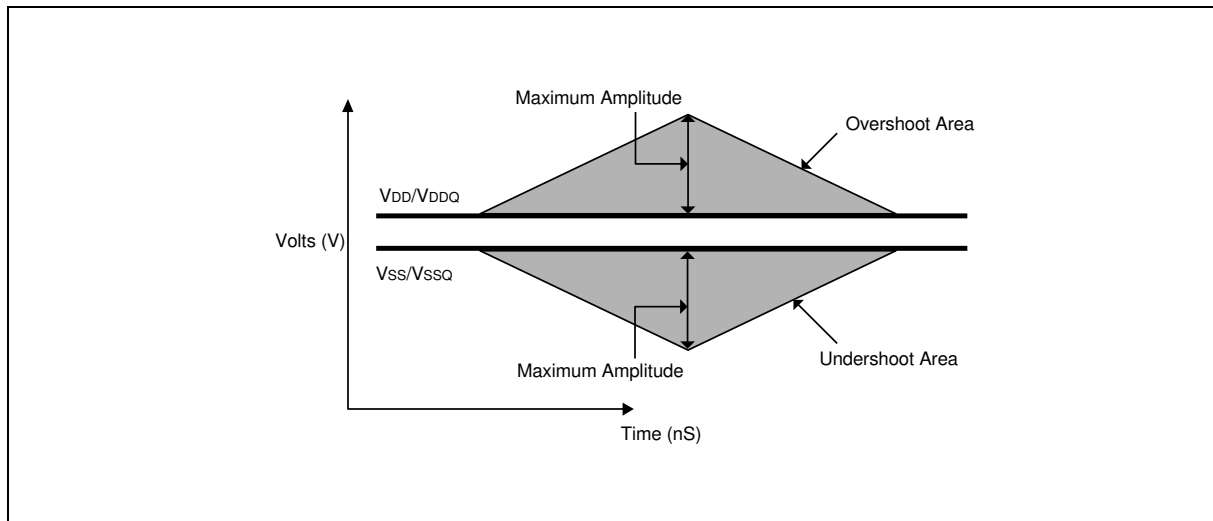 Maximum Amplitude
Overshoot Area
VDD/VDDQ
Volts (V)
VSS/VSSQ
Undershoot Area
Maximum Amplitude
Time (nS)